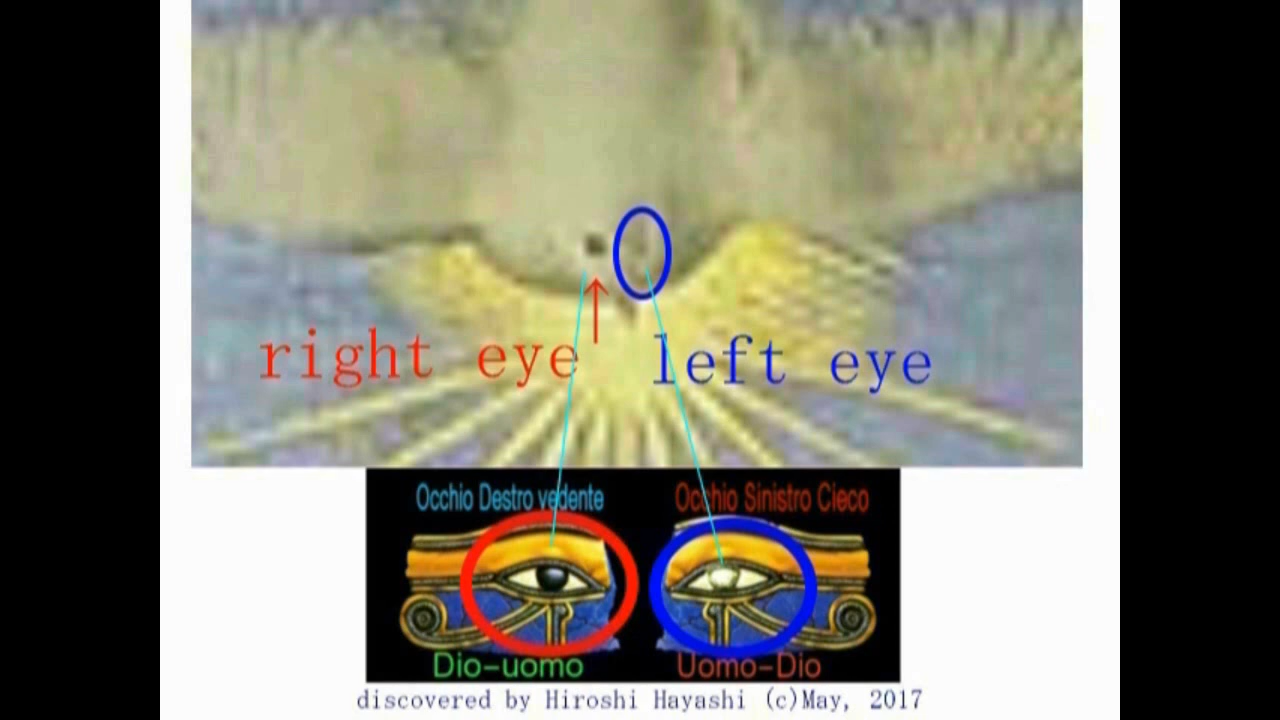 right eye
left eye
Occhio Destro vedente
Occhio Sinistro Cieco
Dio-uomo
Uomo-Dio
discovered by Hiroshi Hayashi (c)May, 2017